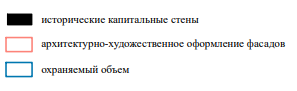 исторические капитальные стены
архитектурно-художественное оформление фасадов
охраняемый объем